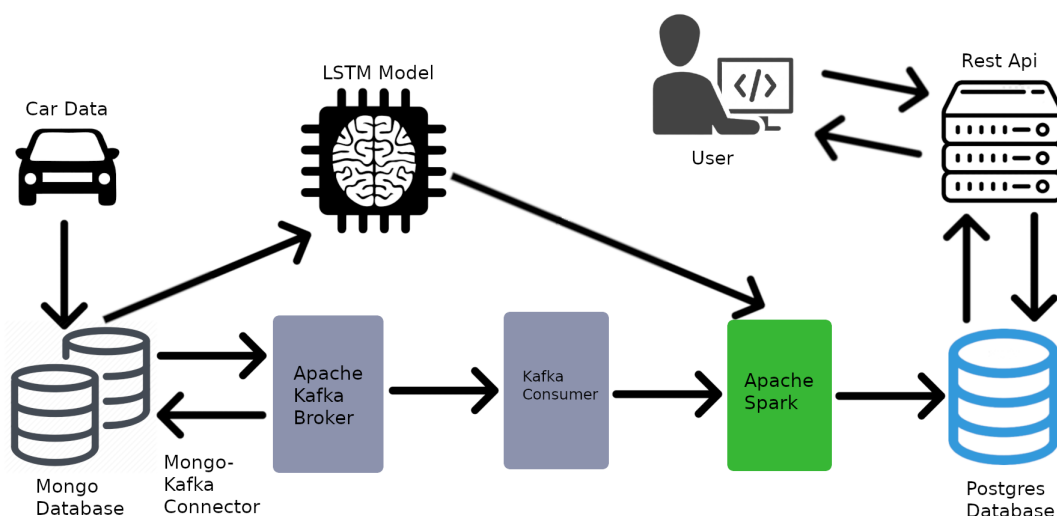 Car Data
LSTM Model
User
Rest Api
Mongo
Database
Mongo-
Kafka
Connector
Apache
Kafka
Broker
Kafka
Consumer
Apache
Spark
Postgres
Database